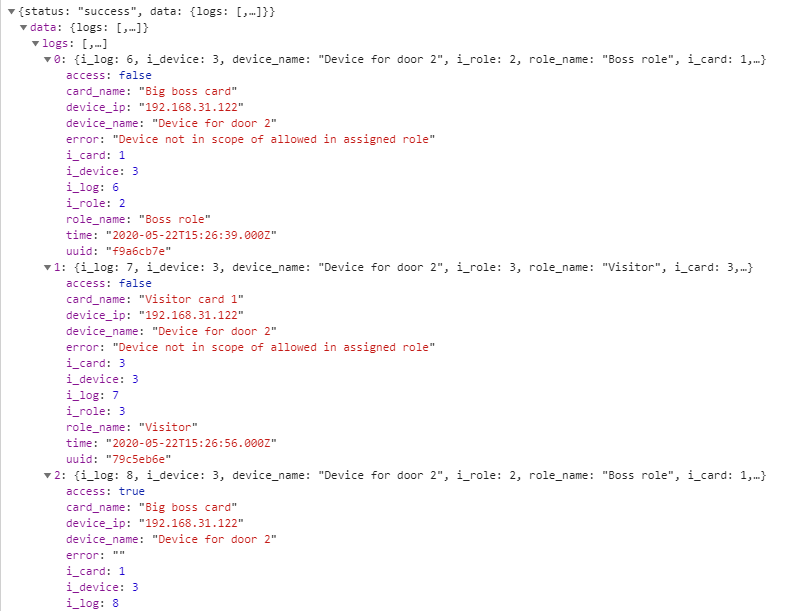 {status: "success", data: {logs: [,…]}}
data: {logs: [,…]}
logs: [,…]
0: {i_log: 6, i_device: 3, device_name: "Device for door 2", i_role: 2, role_name: "Boss role", i_card: 1,…}
access: false
card_name: "Big boss card"
device_ip: "192.168.31.122"
device_name: "Device for door 2"
error: "Device not in scope of allowed in assigned role"
i_card: 1
i_device: 3
i_log: 6
i_role: 2
role_name: "Boss role"
time: "2020-05-22T15:26:39.000Z"
uuid: "f9a6cb7e"
1: {i_log: 7, i_device: 3, device_name: "Device for door 2", i_role: 3, role_name: "Visitor", i_card: 3,…}
access: false
card_name: "Visitor card 1"
device_ip: "192.168.31.122"
device_name: "Device for door 2"
error: "Device not in scope of allowed in assigned role"
i_card: 3
i_device: 3
i_log: 7
i_role: 3
role_name: "Visitor"
time: "2020-05-22T15:26:56.000Z"
uuid: "79c5eb6e"
2: {i_log: 8, i_device: 3, device_name: "Device for door 2", i_role: 2, role_name: "Boss role", i_card: 1,…}
access: true
card_name: "Big boss card"
device_ip: "192.168.31.122"
device_name: "Device for door 2"
error: ""
i_card: 1
i_device: 3
i_log: 8